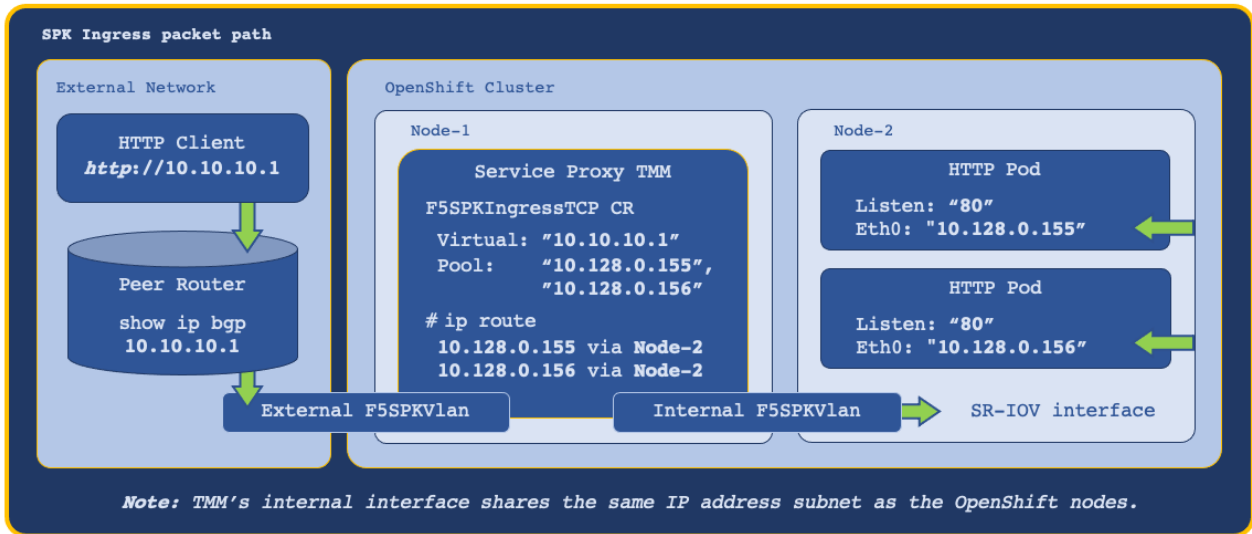 SPK Ingress packet path
External Network
HTTP Client
http://10.10.10.1
Peer Router
show ip bgp
10.10.10.1
External F5SPKVlan
OpenShift Cluster
Node-1
Service Proxy TMM
F5SPKIngressTCP CR
Virtual: ”10.10.10.1”
Pool: “10.128.0.155”,
”10.128.0.156”
# ip route
10.128.0.155 via Node-2
10.128.0.156 via Node-2
Internal F5SPKVlan
Node-2
HTTP Pod
Listen: “80”
Eth0: "10.128.0.155”
HTTP Pod
Listen: “80”
Eth0: "10.128.0.156”
SR-IOV interface
Note: TMM’s internal interface shares the same IP address subnet as the OpenShift nodes.